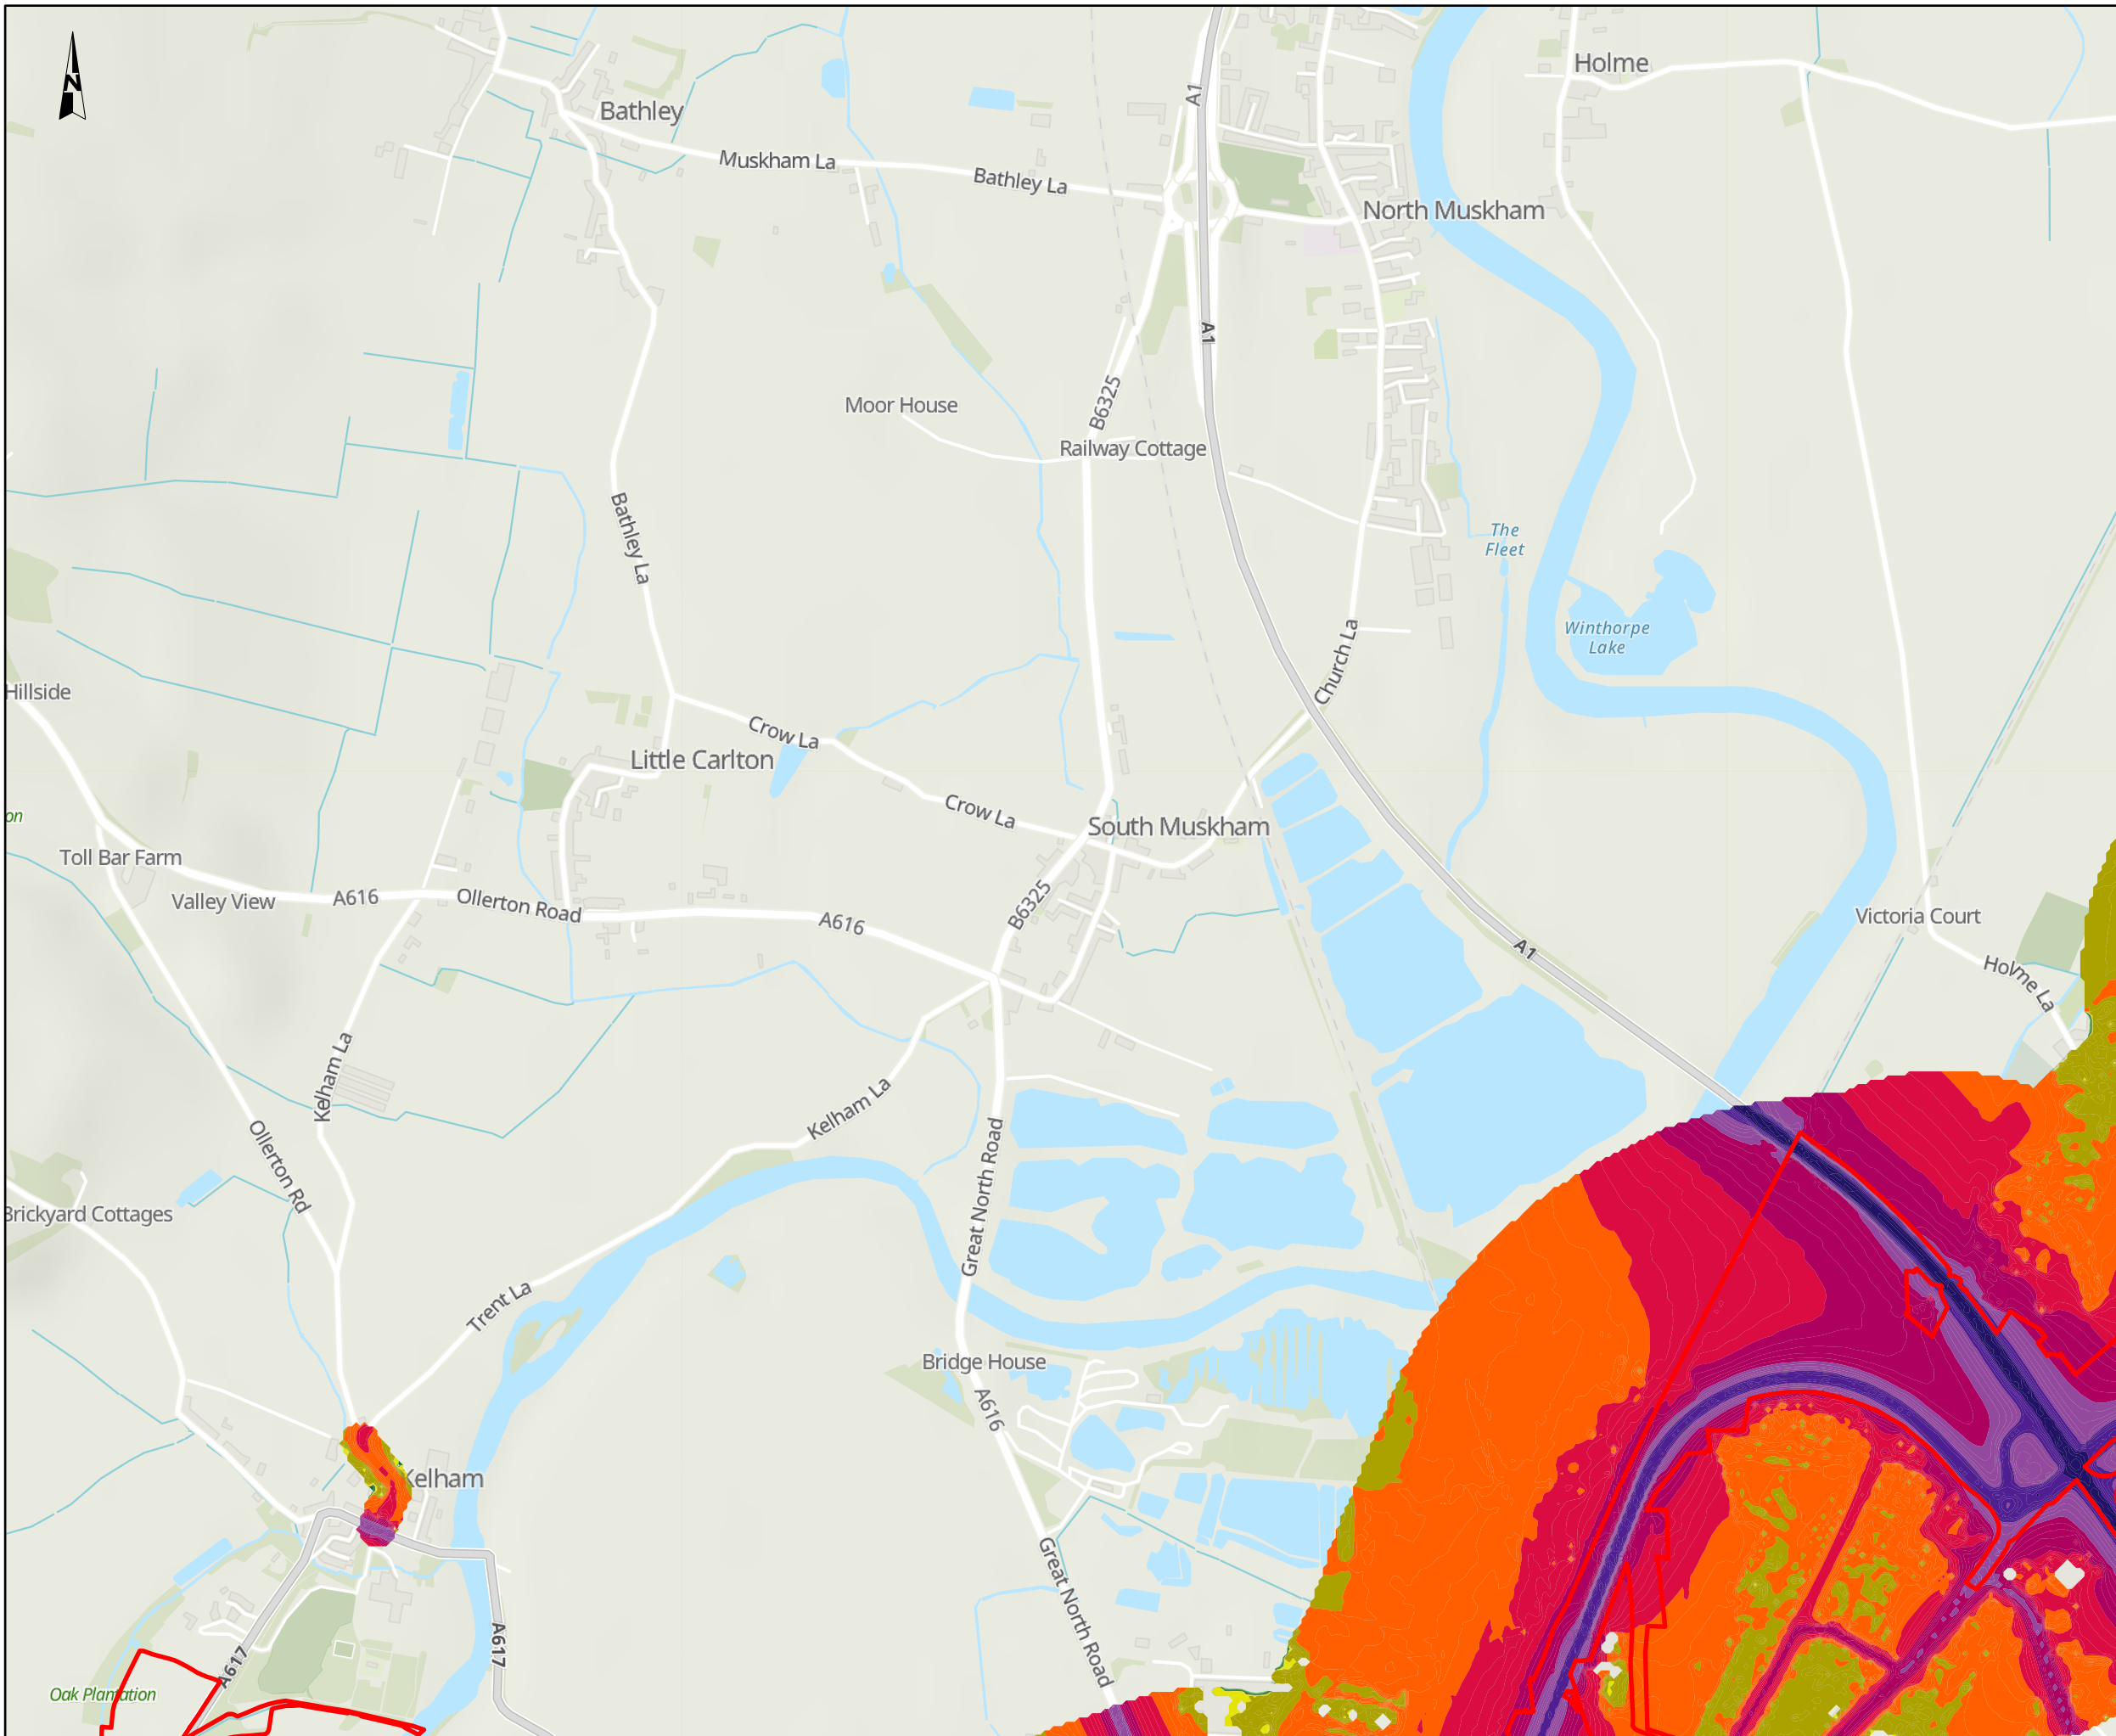 N
Bathley
Muskham La
Bathley La
A1
Holme
North Muskham
A1
B6325
Moor House
Railway Cottage
Bathley La
The
Fleet
Winthorpe
Lake
Church La
Hillside
Crow La
Little Carlton
Crow La
South Muskham
on
Toll Bar Farm
Valley View
A616
Ollerton Road
A616
B6325
Victoria Court
A1
Holme La
Kelham La
Kelham La
Ollerton Rd
Great North Road
Brickyard Cottages
Trent La
Bridge House
A616
Kelham
Great North Road
A617
A617
Oak Plantation